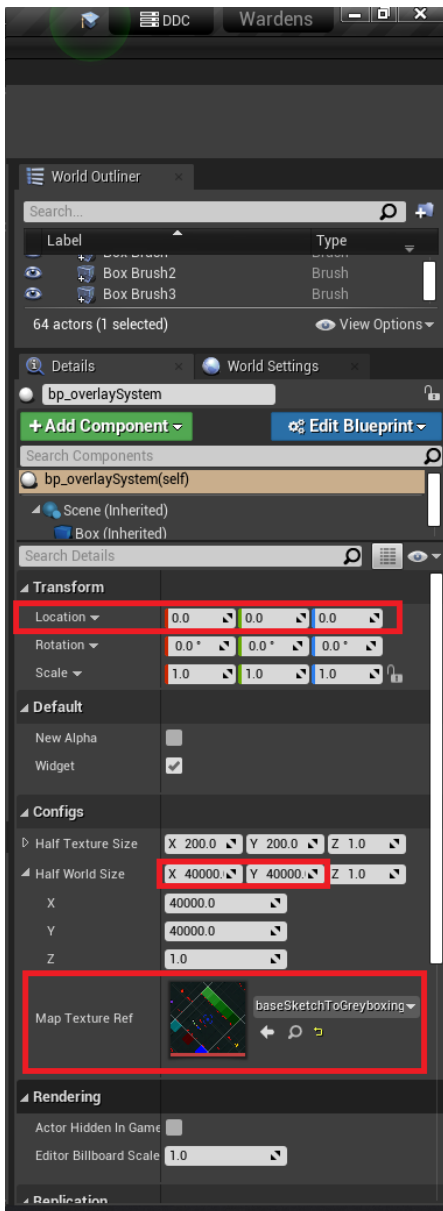 DDC Wardens
World Outliner
Search...
Label Type
Box Brush Brush
Box Brush2 Brush
Box Brush3 Brush
64 actors (1 selected) View Options
Details World Settings
bp_overlaySystem
+Add Component Edit Blueprint
Search Components
bp_overlaySystem(self)
Scene (Inherited)
Box (Inherited)
Search Details
Transform
Location 0.0 0.0 0.0
Rotation 0.0 ° 0.0 ° 0.0 °
Scale 1.0 1.0 1.0
Default
New Alpha
Widget
Configs
Half Texture Size X 200.0 Y 200.0 Z 1.0
Half World Size X 40000. Y 40000. Z 1.0
X 40000.0
Y 40000.0
Z 1.0
Map Texture Ref baseSketchToGreyboxing
Rendering
Actor Hidden In Game
Editor Billboard Scale 1.0
Replication